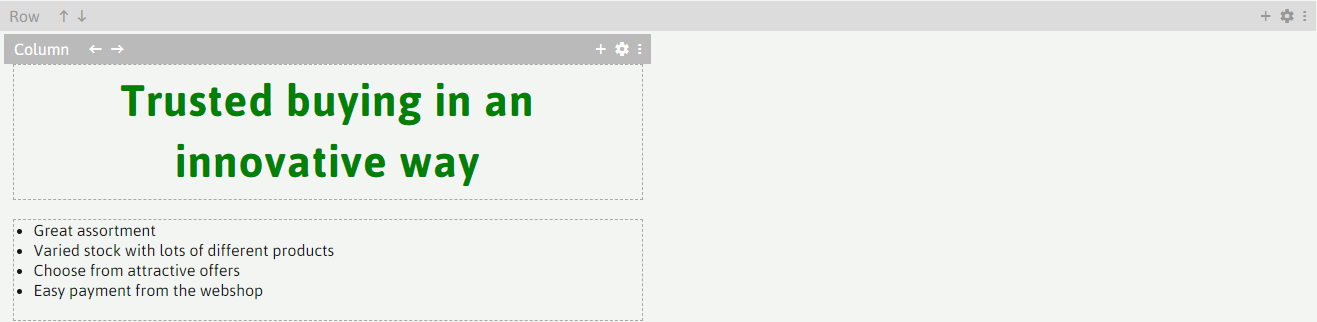 Row
Column
Trusted buying in an
innovative way
Great assortment
Varied stock with lots of different products
Choose from attractive offers
Easy payment from the webshop